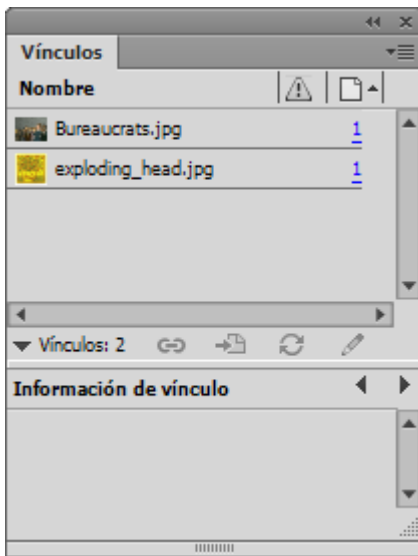 Vínculos
Nombre
Bureaucrats.jpg 1
exploding_head.jpg 1
Vínculos: 2
Información de vínculo